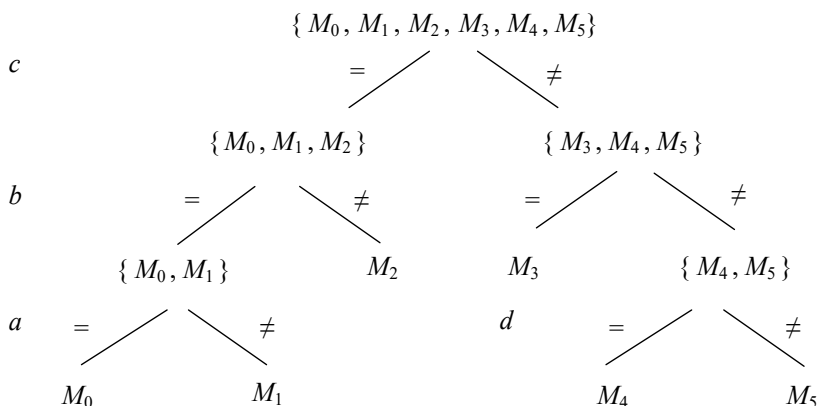 { M₀ , M₁ , M₂ , M₃ , M₄ , M₅}
c = ≠
{ M₀ , M₁ , M₂ } { M₃ , M₄ , M₅}
b = ≠ = ≠
{ M₀ , M₁} M₂ M₃ { M₄ , M₅}
a = ≠ d = ≠
M₀ M₁ M₄ M₅